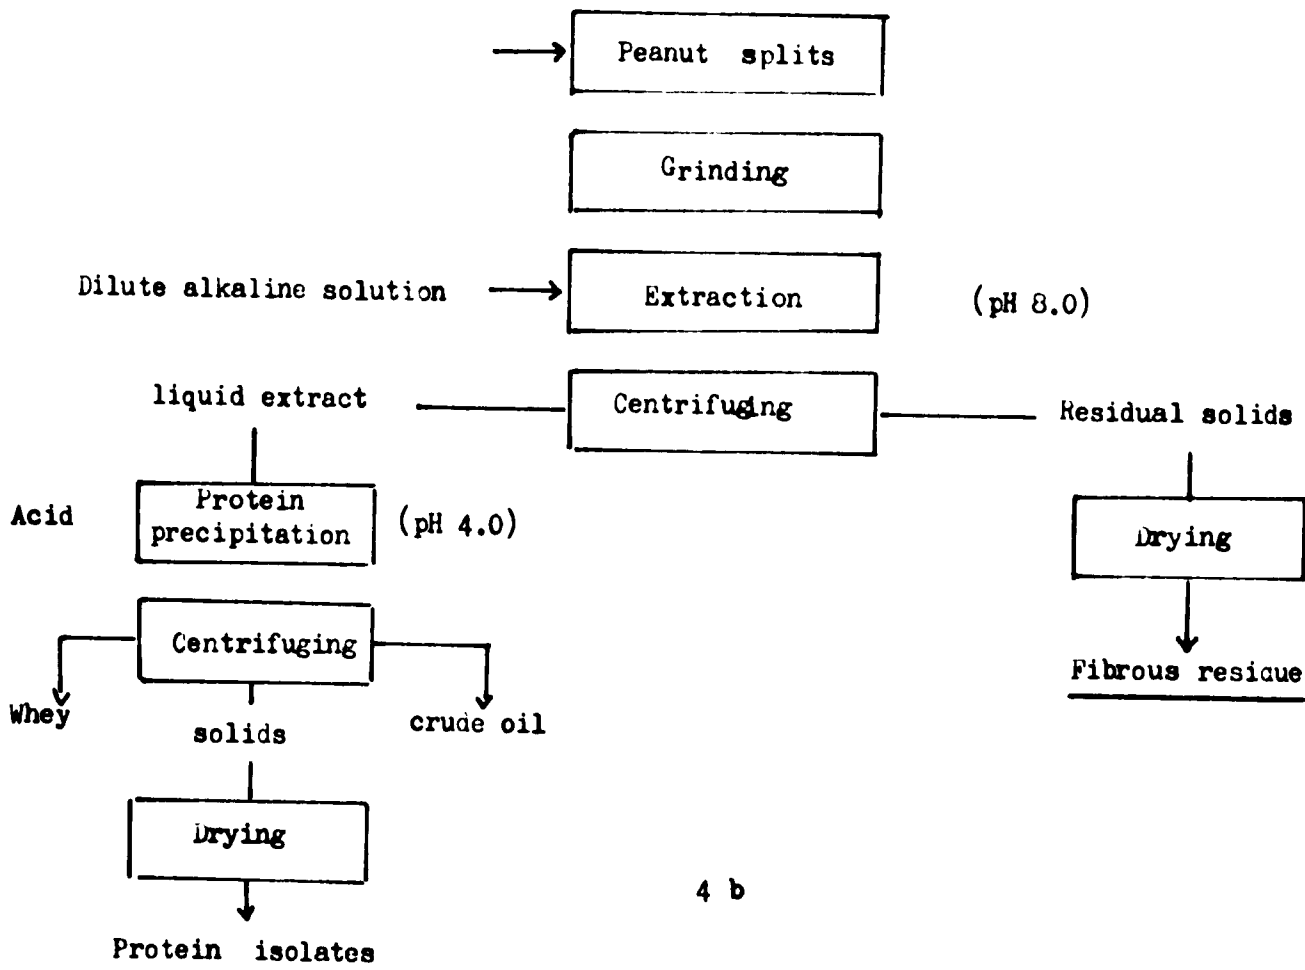 Peanut splits
Grinding
Dilute alkaline solution
Extraction
(pH 8.0)
liquid extract
Centrifuging
Residual solids
Acid
Protein
precipitation
(pH 4.0)
Drying
Centrifuging
Fibrous residue
Whey
solids
crude oil
Drying
4 b
Protein isolates